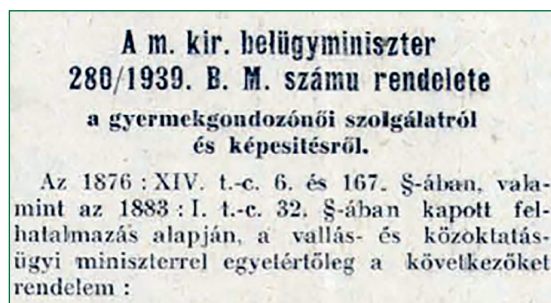 A m. kir. belügyminiszter
280/1939. B. M. számu rendelete
a gyermekgondozónői szolgálatról
és képesitésről.
Az 1876 : XIV. t.-c. 6. és 167. §-ában, vala-
mint az 1883 : I. t.-c. 32. §-ában kapott fel-
hatalmazás alapján, a vallás- és közoktatás-
ügyi miniszterrel egyetértőleg a következőket
rendelem :